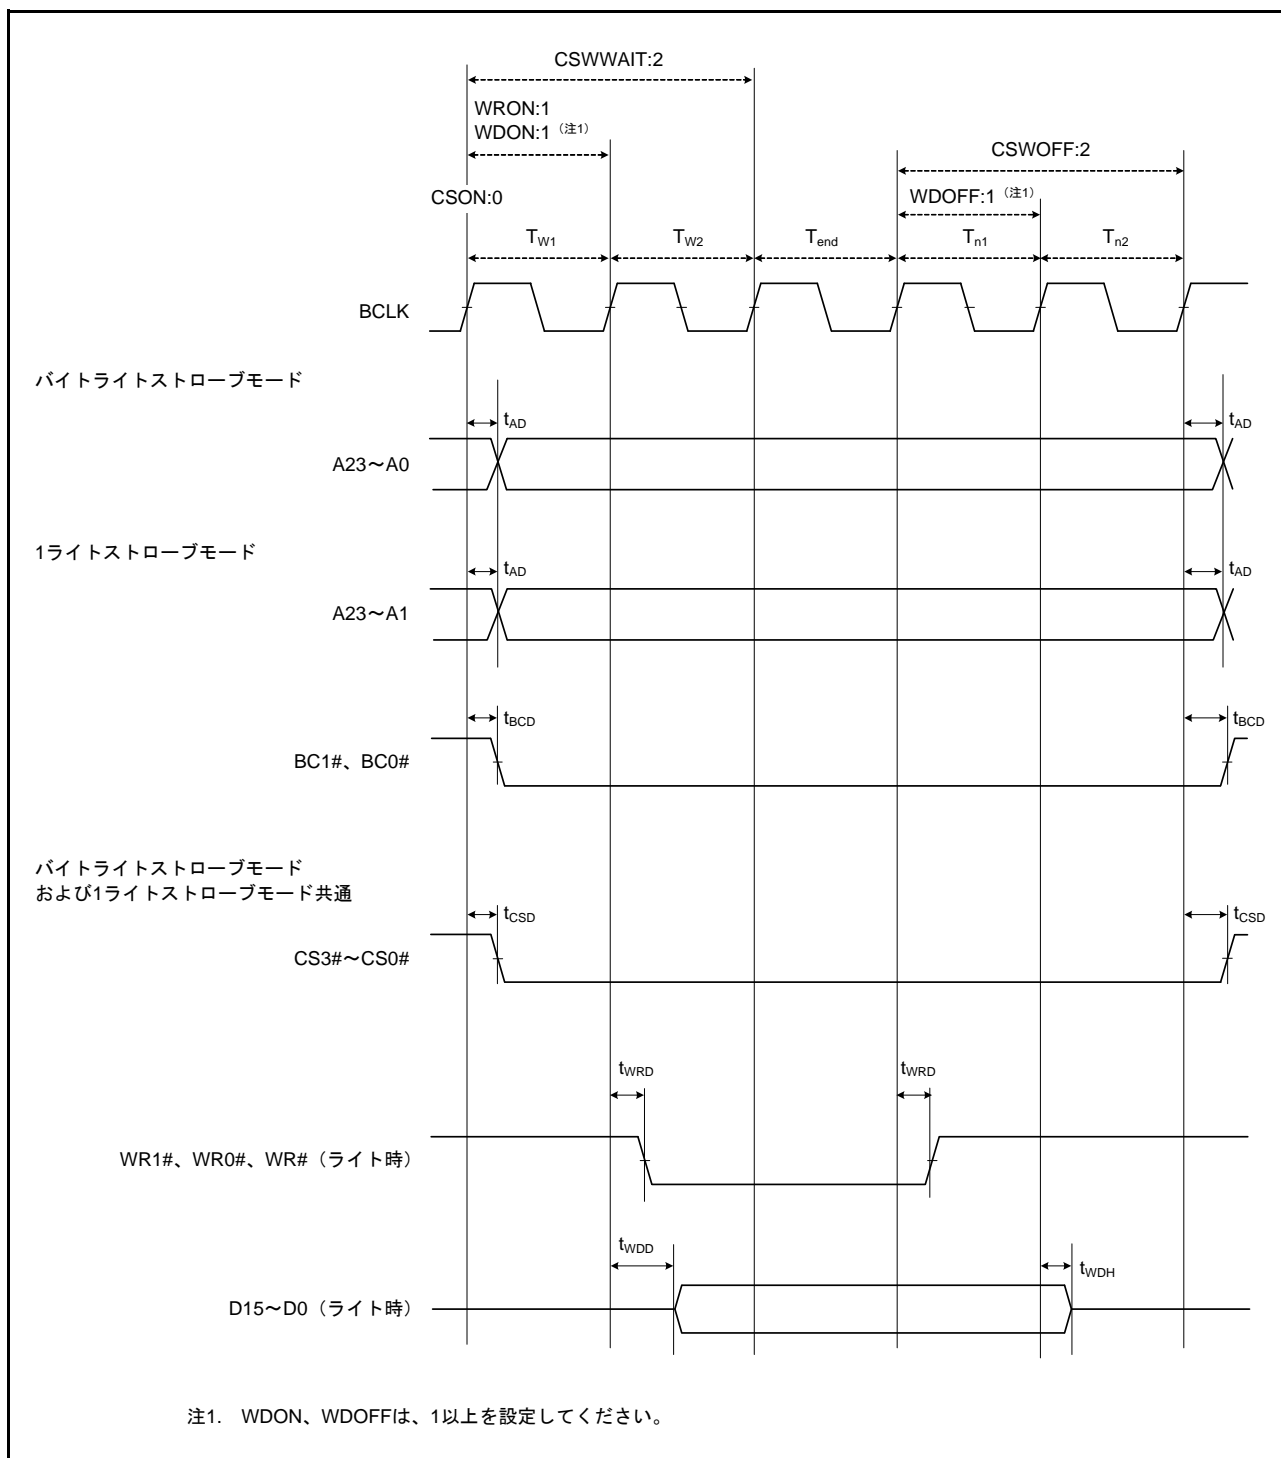 CSWWAIT:2
WRON:1
WDON:1（注1）
CSWOFF:2
CSON:0
WDOFF:1（注1）
TW1 TW2 Tend Tn1 Tn2
BCLK
バイトライトストローブモード
tAD tAD
A23～A0
1ライトストローブモード
tAD tAD
A23～A1
tBCD tBCD
BC1#、BC0#
バイトライトストローブモード
および1ライトストローブモード共通
tCSD tCSD
CS3#～CS0#
tWRD tWRD
WR1#、WR0#、WR#（ライト時）
tWDD tWDH
D15～D0（ライト時）
注1. WDON、WDOFFは、1以上を設定してください。